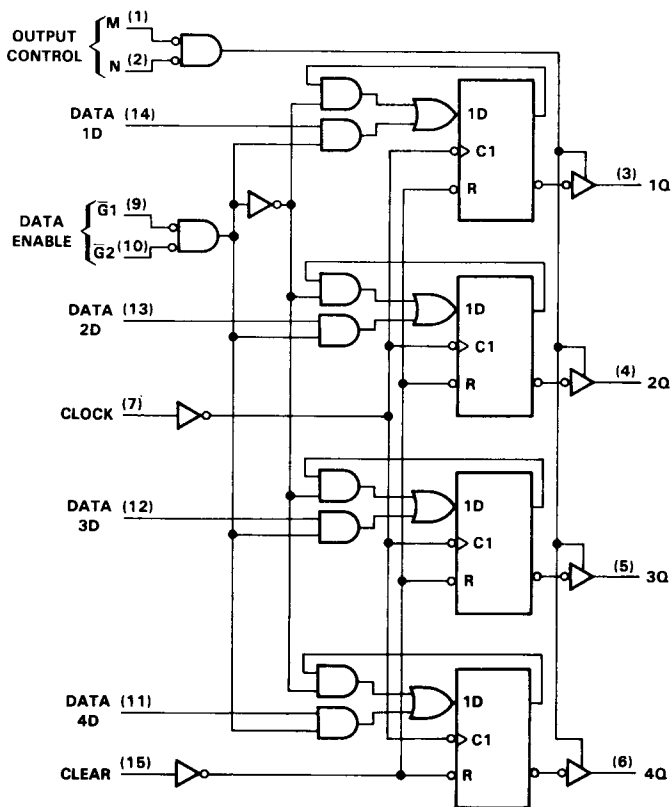 OUTPUT CONTROL
M (1)
N (2)
DATA 1D (14)
1D
C1
R
(3) 1Q
DATA ENABLE
G̅1 (9)
G̅2 (10)
DATA 2D (13)
1D
C1
R
(4) 2Q
CLOCK (7)
DATA 3D (12)
1D
C1
R
(5) 3Q
DATA 4D (11)
1D
C1
R
(6) 4Q
CLEAR (15)